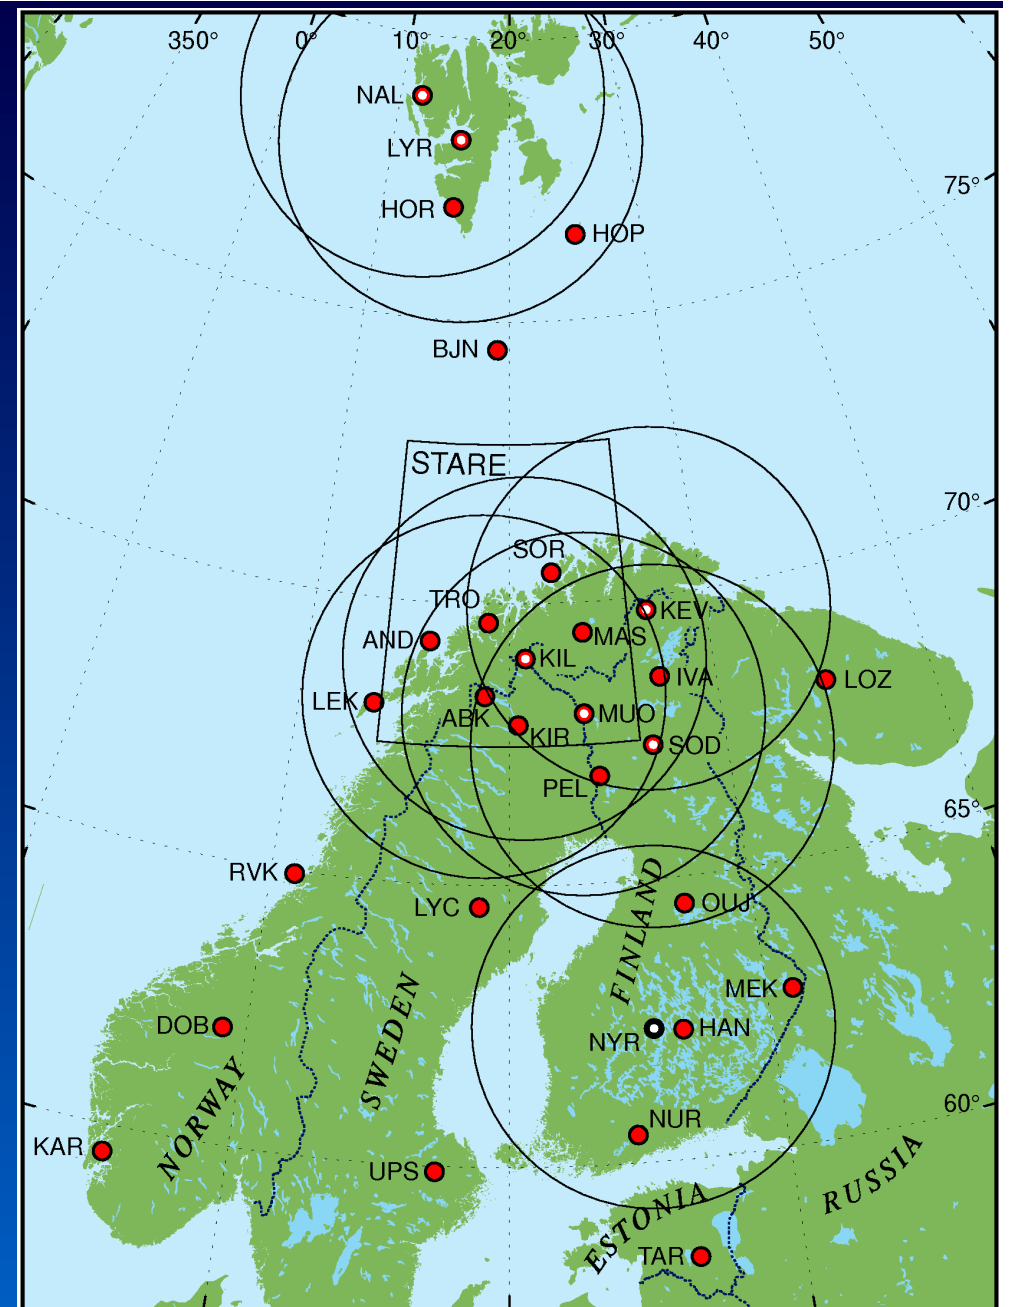 350° 0° 10° 20° 30° 40° 50°
NAL
LYR
75°
HOR
HOP
BJN
STARE
70°
SOR
TRO
KEV
AND
MAS
KIL
IVA
LOZ
LEK
ABK
MUO
KIR
SOD
PEL
65°
RVK
LYC
OUJ
FINLAND
MEK
DOB
HAN
NYR
SWEDEN
NORWAY
60°
NUR
KAR
UPS
RUSSIA
ESTONIA
TAR